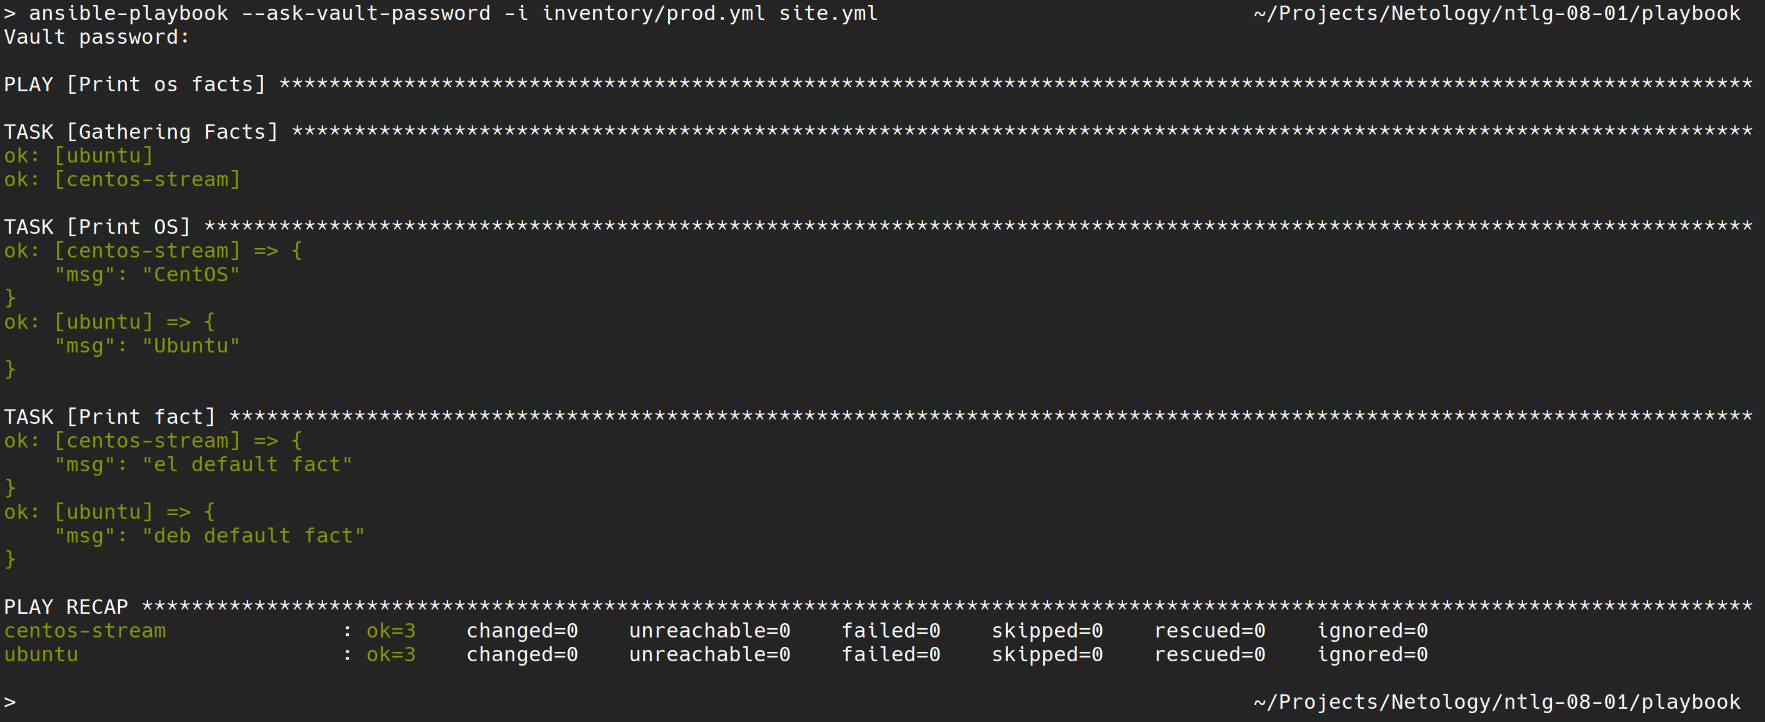 > ansible-playbook --ask-vault-password -i inventory/prod.yml site.yml ~/Projects/Netology/ntlg-08-01/playbook
Vault password:
PLAY [Print os facts] **********************************************************************************************************************
TASK [Gathering Facts] *********************************************************************************************************************
ok: [ubuntu]
ok: [centos-stream]
TASK [Print OS] ****************************************************************************************************************************
ok: [centos-stream] => {
    "msg": "CentOS"
}
ok: [ubuntu] => {
    "msg": "Ubuntu"
}
TASK [Print fact] **************************************************************************************************************************
ok: [centos-stream] => {
    "msg": "el default fact"
}
ok: [ubuntu] => {
    "msg": "deb default fact"
}
PLAY RECAP *********************************************************************************************************************************
centos-stream              : ok=3    changed=0    unreachable=0    failed=0    skipped=0    rescued=0    ignored=0
ubuntu                     : ok=3    changed=0    unreachable=0    failed=0    skipped=0    rescued=0    ignored=0
> ~/Projects/Netology/ntlg-08-01/playbook